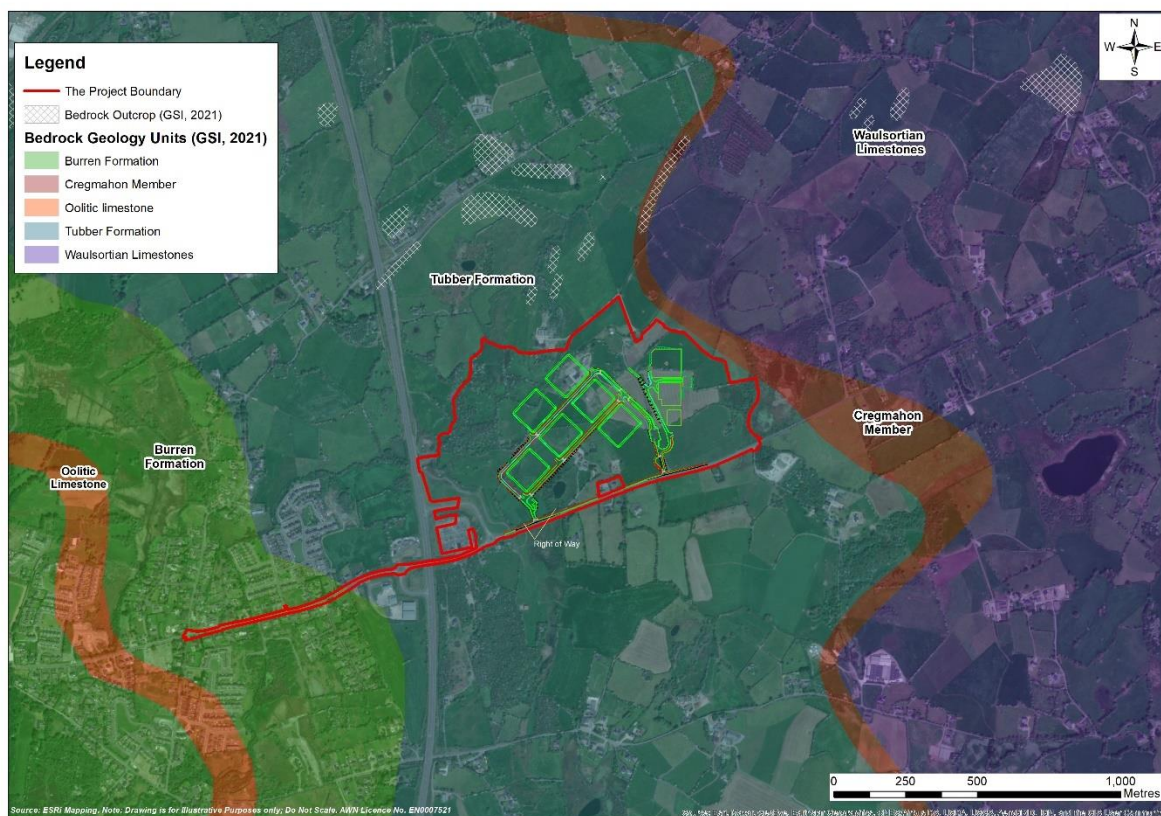 Legend
The Project Boundary
Bedrock Outcrop (GSI, 2021)
Bedrock Geology Units (GSI, 2021)
Burren Formation
Cregmahon Member
Oolitic limestone
Tubber Formation
Waulsortian Limestones
N
W E
S
Waulsortian
Limestones
Tubber Formation
Cregmahon
Member
Burren
Formation
Oolitic
Limestone
Right of Way
0 250 500 1,000
Metres
Source: ESRI Mapping. Note: Drawing is for Illustrative Purposes only; Do Not Scale. AWN Licence No. EN0007521